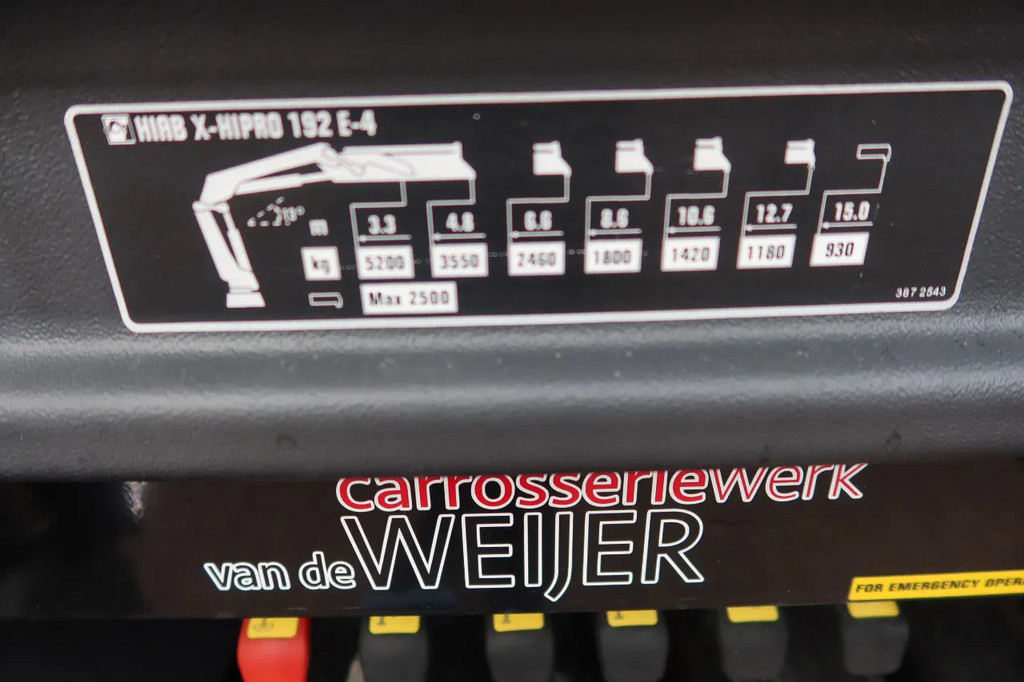 HIAB X-HIPRO 192 E-4
13°
m 3.3 4.8 6.6 8.6 10.6 12.7 15.0
kg 5200 3550 2460 1800 1420 1180 930
Max 2500
387 2543
carrosseriewerk
van de WEIJER
FOR EMERGENCY OPER